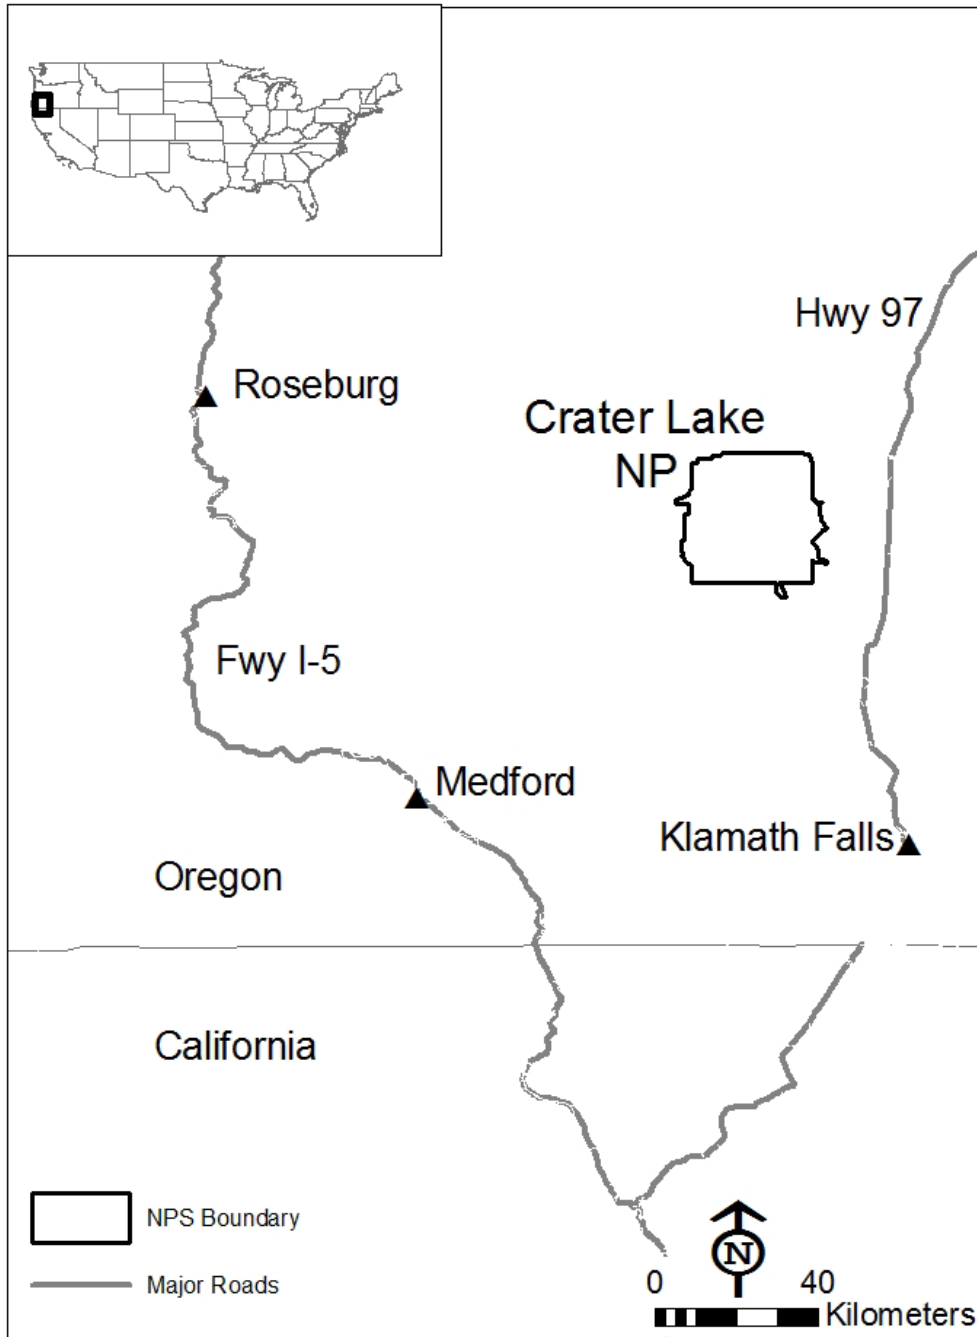 Hwy 97
Roseburg
Crater Lake
NP
Fwy I-5
Medford
Klamath Falls
Oregon
California
NPS Boundary
Major Roads
N
0 40
Kilometers